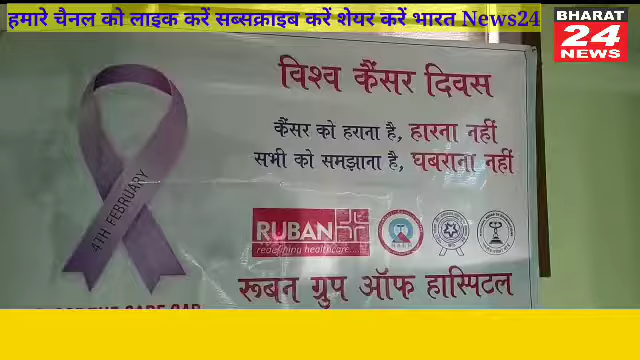 हमारे चैनल को लाइक करें सब्सक्राइब करें शेयर करें भारत News24
BHARAT
24
NEWS
विश्व कैंसर दिवस
कैंसर को हराना है, हारना नहीं
सभी को समझाना है, घबराना नहीं
4TH FEBRUARY
RUBAN
redefining healthcare....
रूबन ग्रुप ऑफ हास्पिटल